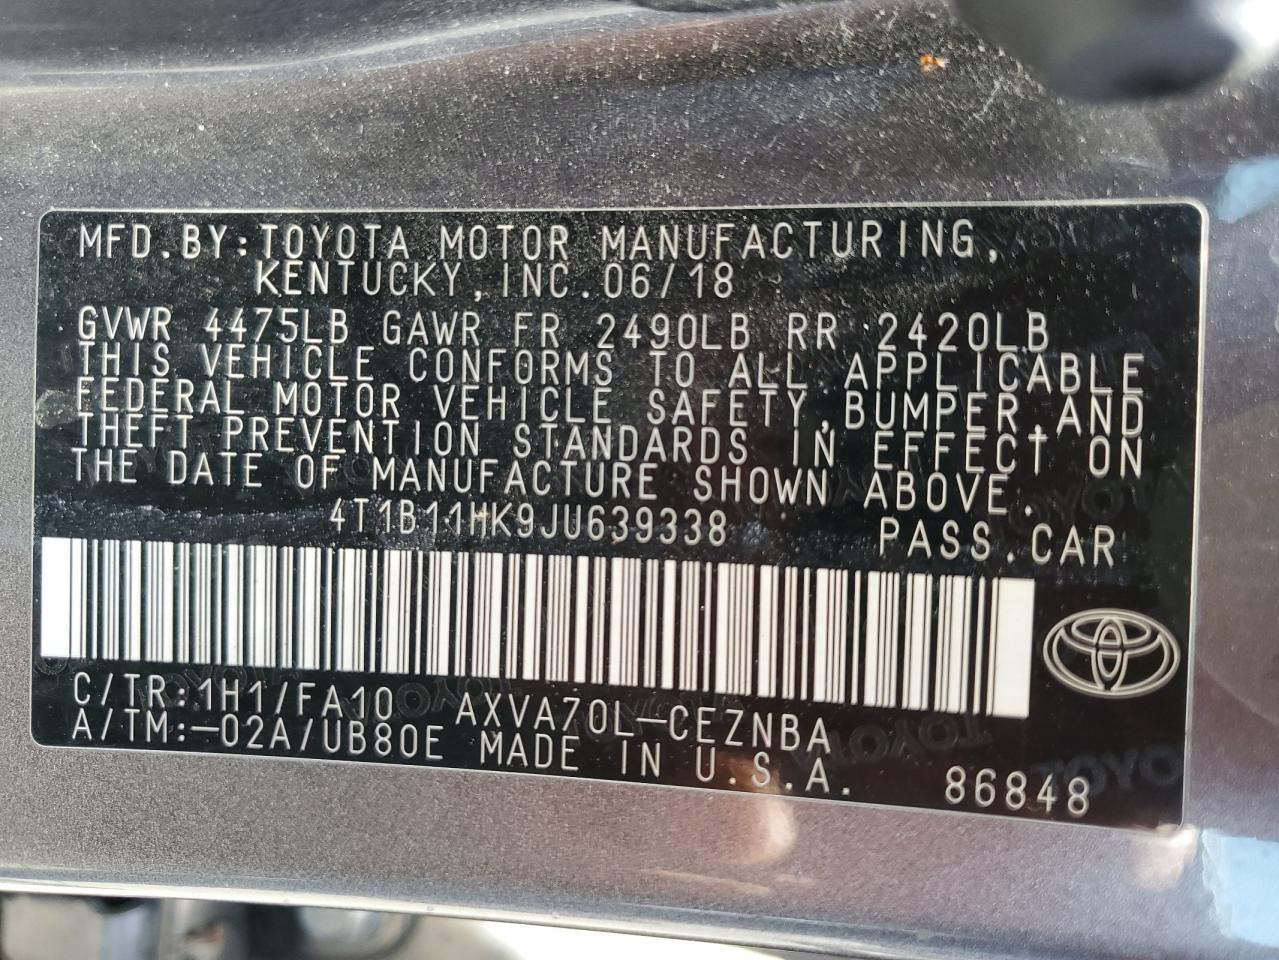 MFD.BY:TOYOTA MOTOR MANUFACTURING,
KENTUCKY,INC.06/18
GVWR 4475LB GAWR FR 2490LB RR 2420LB
THIS VEHICLE CONFORMS TO ALL APPLICABLE
FEDERAL MOTOR VEHICLE SAFETY,BUMPER AND
THEFT PREVENTION STANDARDS IN EFFECT ON
THE DATE OF MANUFACTURE SHOWN ABOVE.
4T1B11HK9JU639338 PASS.CAR
C/TR:1H1/FA10 AXVA70L-CEZNBA
A/TM:-02A/UB80E MADE IN U.S.A. 86848